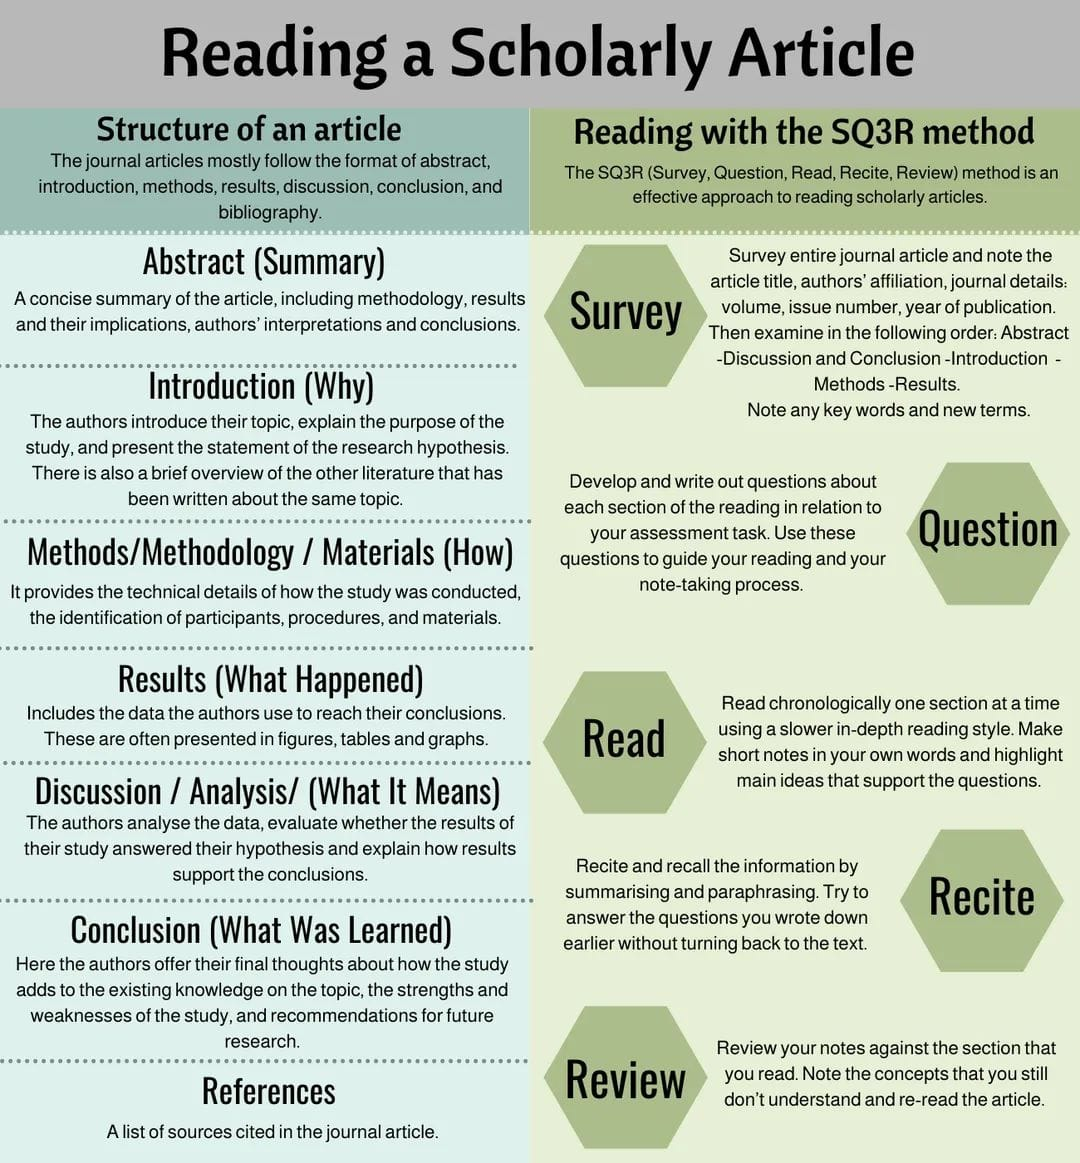 Reading a Scholarly Article
Structure of an article
The journal articles mostly follow the format of abstract,
introduction, methods, results, discussion, conclusion, and
bibliography.
Abstract (Summary)
A concise summary of the article, including methodology, results
and their implications, authors' interpretations and conclusions.
Introduction (Why)
The authors introduce their topic, explain the purpose of the
study, and present the statement of the research hypothesis.
There is also a brief overview of the other literature that has
been written about the same topic.
Methods/Methodology / Materials (How)
It provides the technical details of how the study was conducted,
the identification of participants, procedures, and materials.
Results (What Happened)
Includes the data the authors use to reach their conclusions.
These are often presented in figures, tables and graphs.
Discussion / Analysis/ (What It Means)
The authors analyse the data, evaluate whether the results of
their study answered their hypothesis and explain how results
support the conclusions.
Conclusion (What Was Learned)
Here the authors offer their final thoughts about how the study
adds to the existing knowledge on the topic, the strengths and
weaknesses of the study, and recommendations for future
research.
References
A list of sources cited in the journal article.
Reading with the SQ3R method
The SQ3R (Survey, Question, Read, Recite, Review) method is an
effective approach to reading scholarly articles.
Survey
Survey entire journal article and note the
article title, authors' affiliation, journal details:
volume, issue number, year of publication.
Then examine in the following order: Abstract
-Discussion and Conclusion -Introduction -
Methods -Results.
Note any key words and new terms.
Develop and write out questions about
each section of the reading in relation to
your assessment task. Use these
questions to guide your reading and your
note-taking process.
Question
Read
Read chronologically one section at a time
using a slower in-depth reading style. Make
short notes in your own words and highlight
main ideas that support the questions.
Recite and recall the information by
summarising and paraphrasing. Try to
answer the questions you wrote down
earlier without turning back to the text.
Recite
Review
Review your notes against the section that
you read. Note the concepts that you still
don't understand and re-read the article.